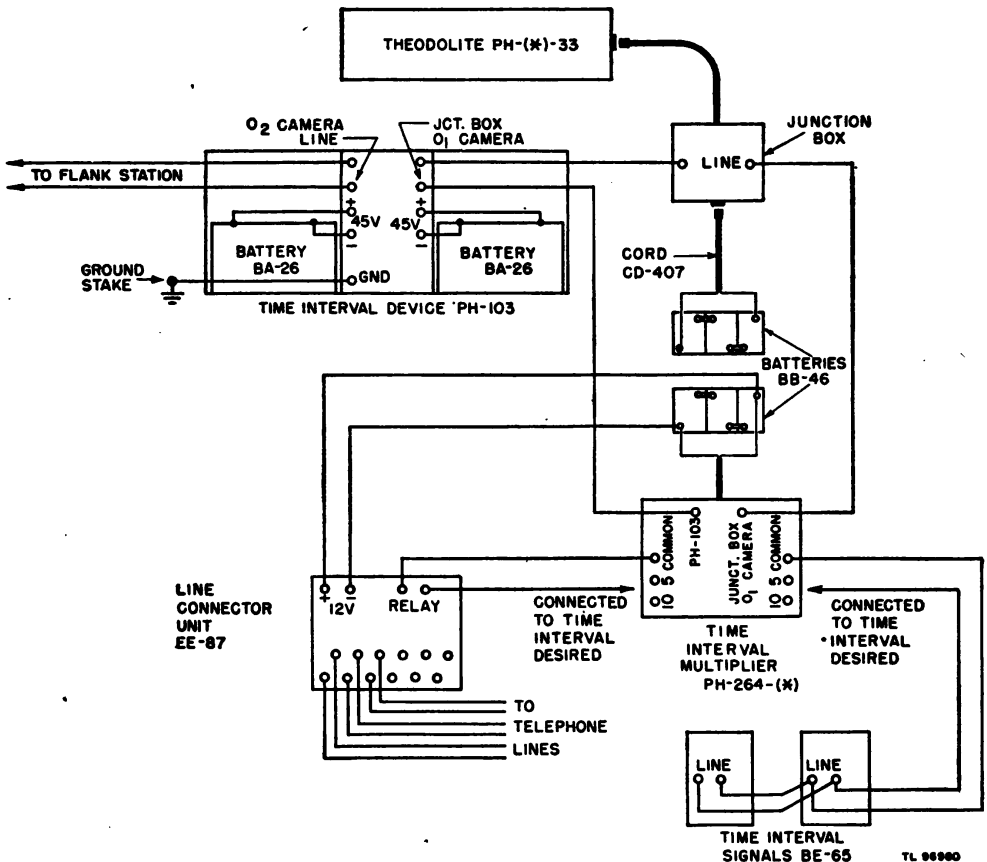 THEODOLITE PH-(*)-33
O2 CAMERA
LINE
JCT. BOX
O1 CAMERA
JUNCTION
BOX
LINE
TO FLANK STATION
+
+
45V
45V
–
–
BATTERY
BA-26
BATTERY
BA-26
GROUND
STAKE
GND
TIME INTERVAL DEVICE PH-103
CORD
CD-407
BATTERIES
BB-46
COMMON
5
10
PH-103
JUNCT. BOX
O1 CAMERA
COMMON
5
10
LINE
CONNECTOR
UNIT
EE-87
+
–
12V
RELAY
CONNECTED
TO TIME
INTERVAL
DESIRED
TIME
INTERVAL
MULTIPLIER
PH-264-(*)
CONNECTED
TO TIME
INTERVAL
DESIRED
TO
TELEPHONE
LINES
LINE
LINE
TIME INTERVAL
SIGNALS BE-65
TL 96980